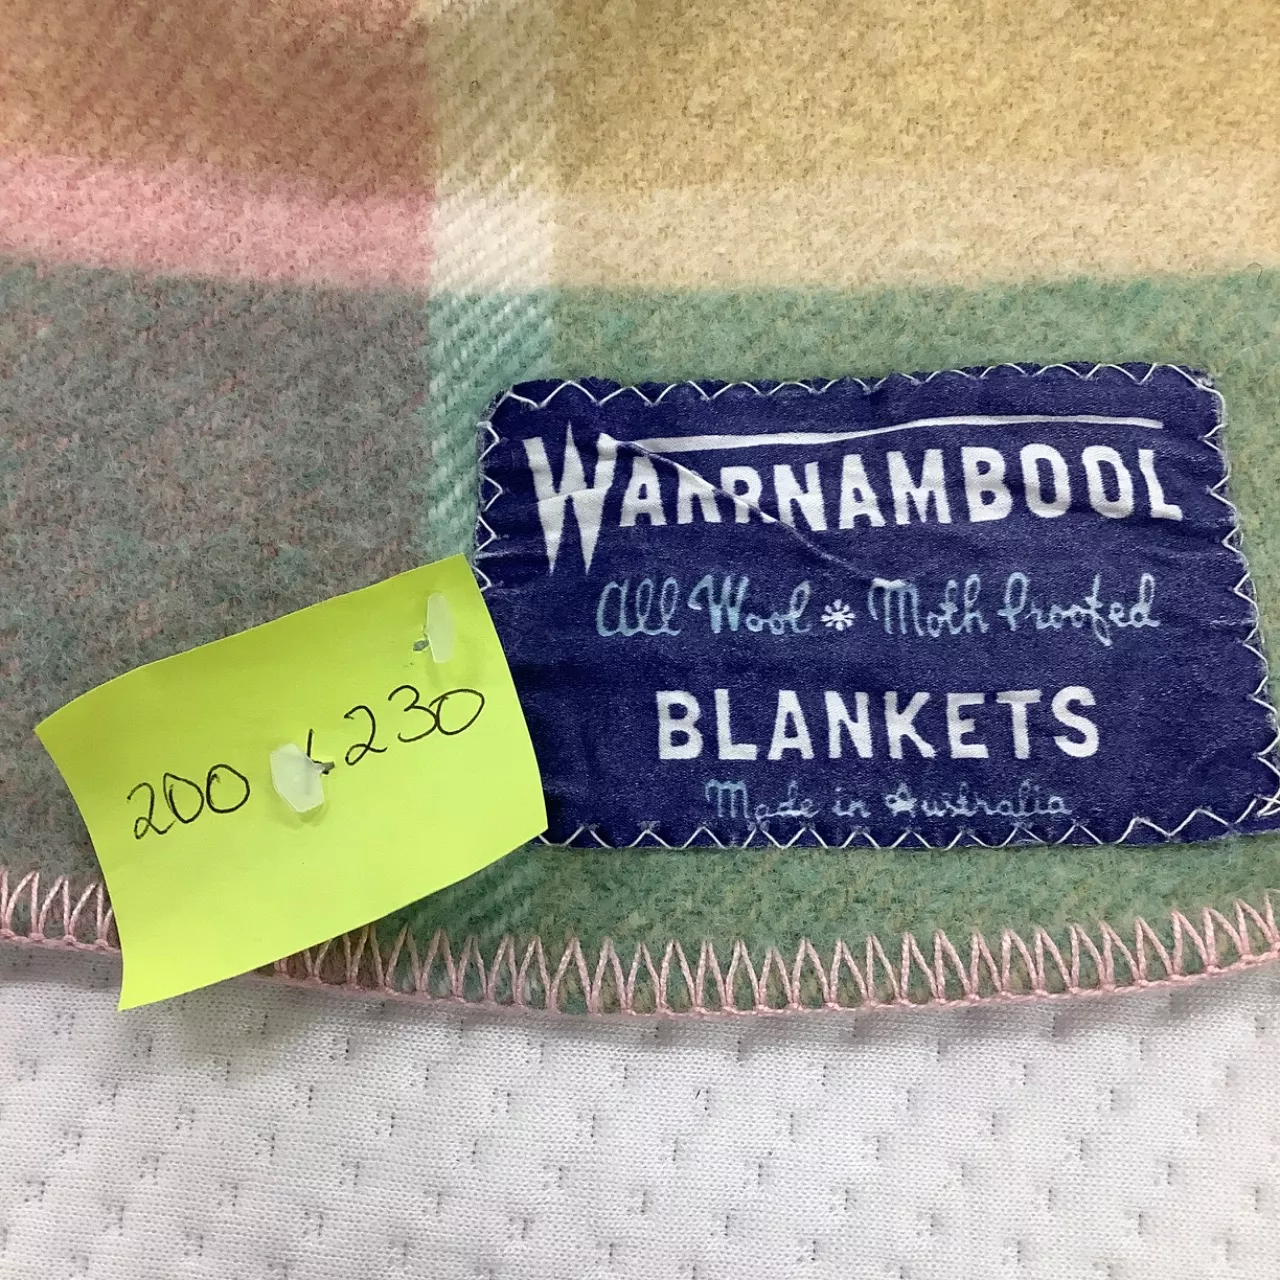 WARRNAMBOOL
All Wool * Moth Proofed
BLANKETS
Made in Australia
200 x 230